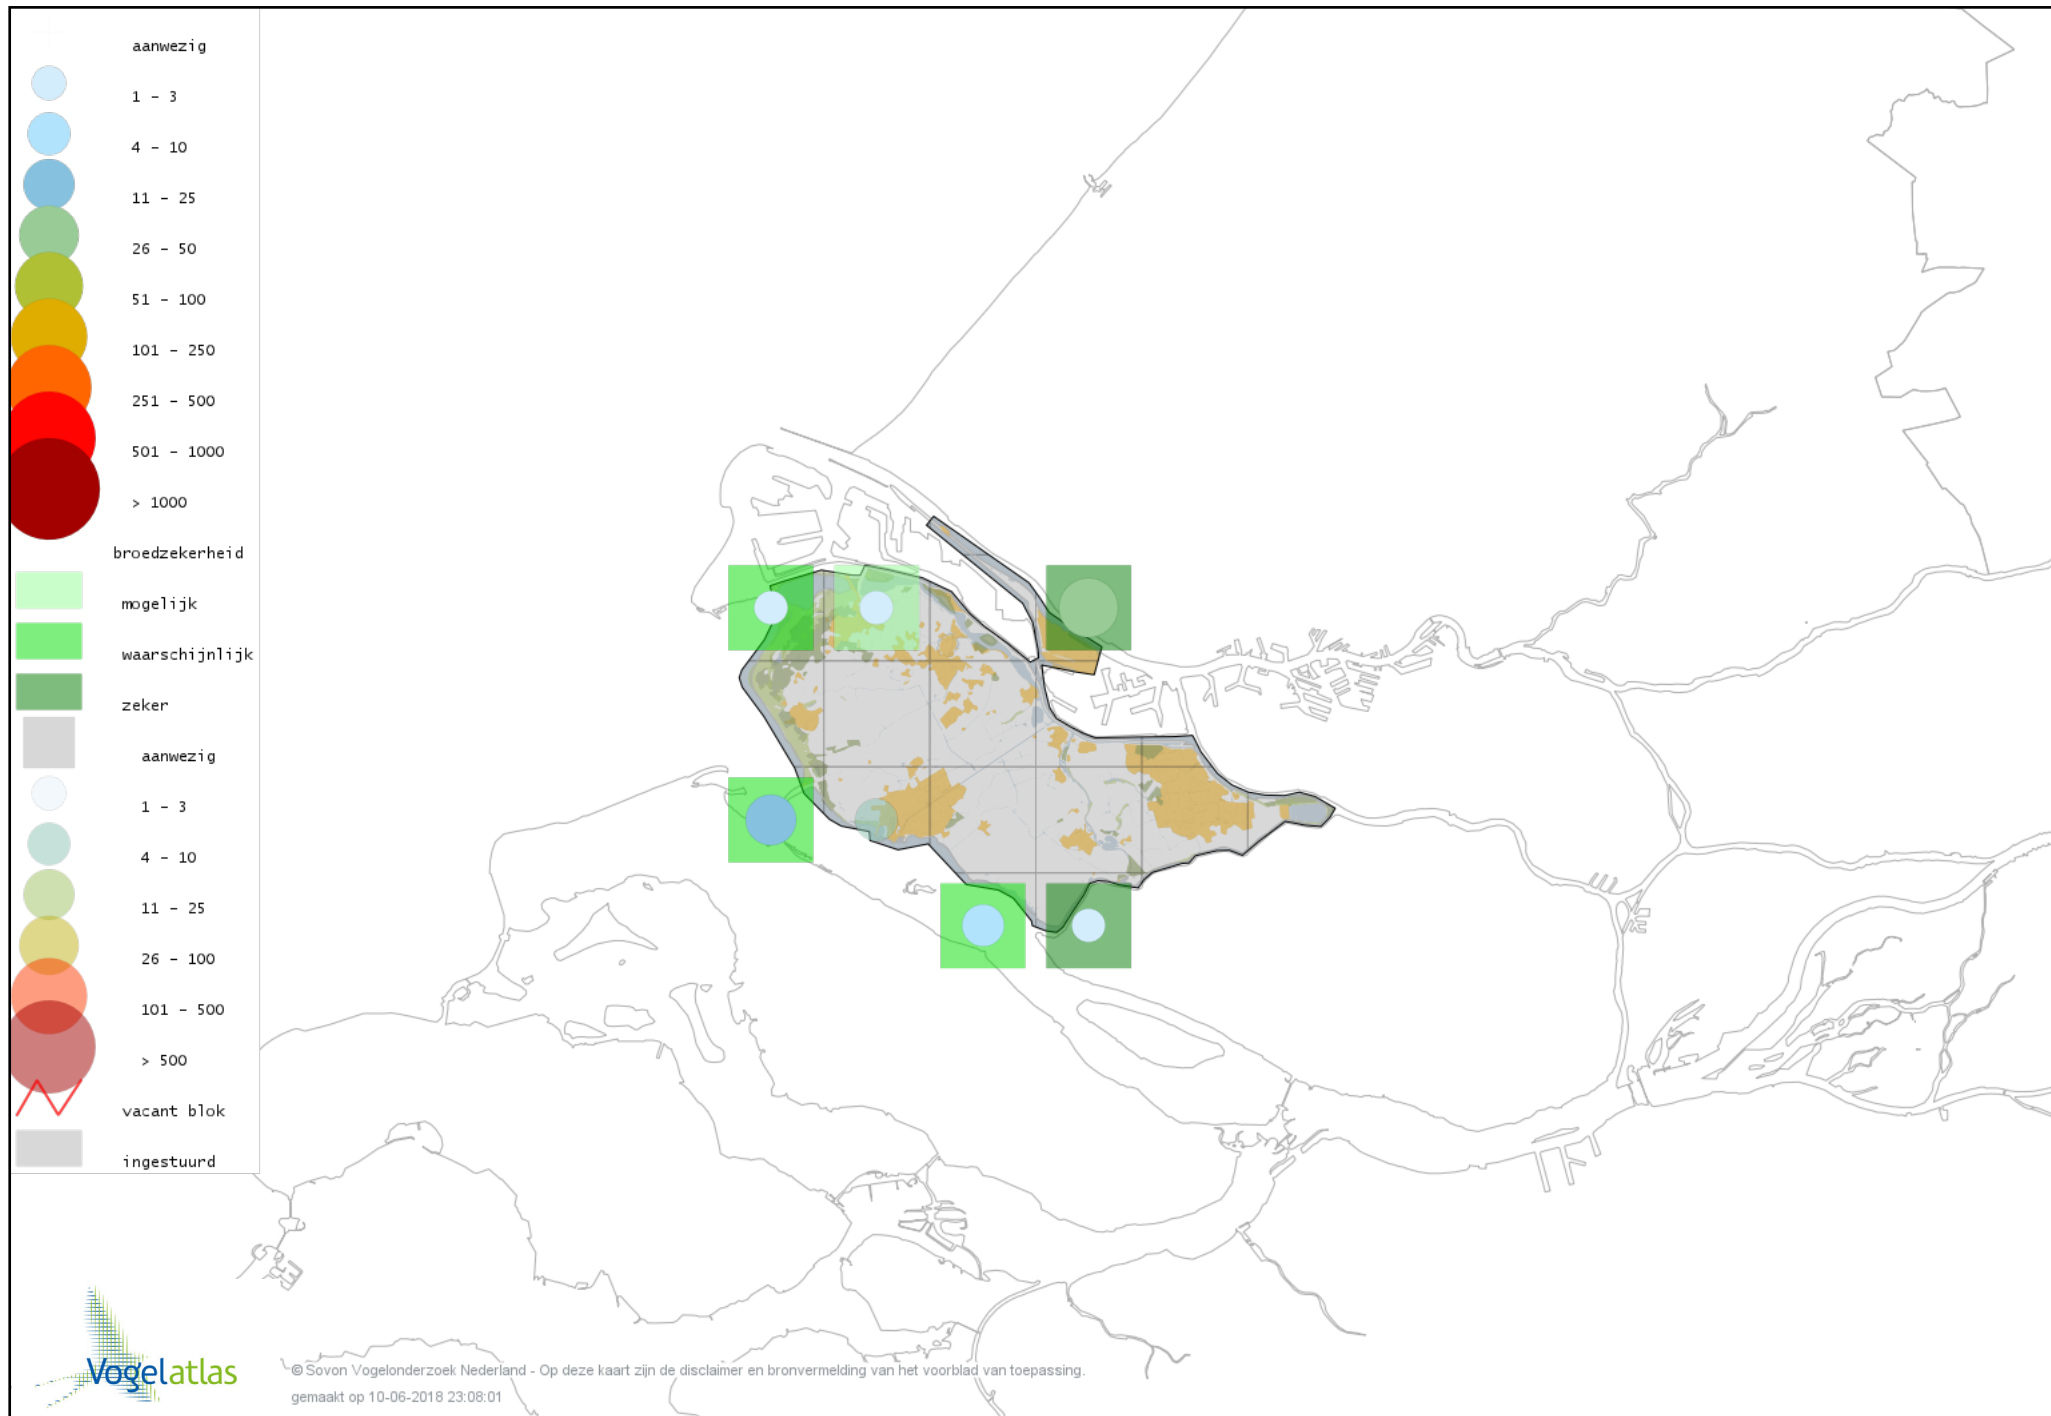 aanwezig
1 - 3
4 - 10
11 - 25
26 - 50
51 - 100
101 - 250
251 - 500
501 - 1000
> 1000
broedzekerheid
mogelijk
waarschijnlijk
zeker
aanwezig
1 - 3
4 - 10
11 - 25
26 - 100
101 - 500
> 500
vacant blok
ingestuurd
Vogelatlas
© Sovon Vogelonderzoek Nederland - Op deze kaart zijn de disclaimer en bronvermelding van het voorblad van toepassing.
gemaakt op 10-06-2018 23:08:01